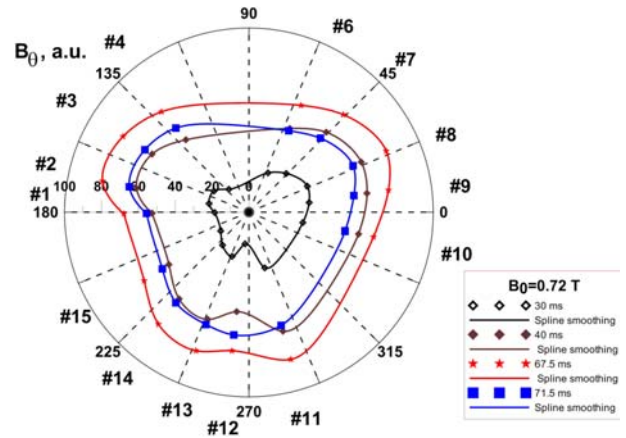 90
#4
#6
Bθ, a.u.
#7
135
45
#3
#8
#2
#9
#1
100 80 60 40 20 0
180
0
#10
#15
225
315
#14
#13
270
#11
#12
B0=0.72 T
30 ms
Spline smoothing
40 ms
Spline smoothing
67.5 ms
Spline smoothing
71.5 ms
Spline smoothing